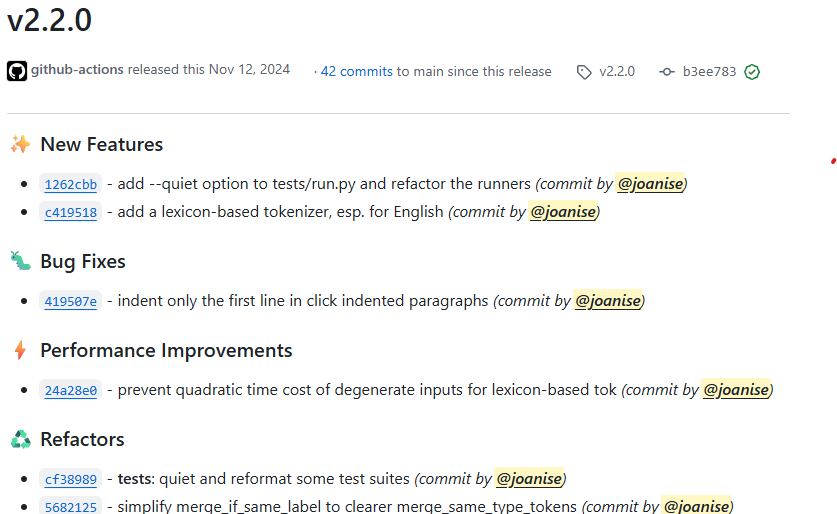 v2.2.0
github-actions released this Nov 12, 2024 · 42 commits to main since this release v2.2.0 b3ee783
New Features
1262cbb - add --quiet option to tests/run.py and refactor the runners (commit by @joanise)
c419518 - add a lexicon-based tokenizer, esp. for English (commit by @joanise)
Bug Fixes
419507e - indent only the first line in click indented paragraphs (commit by @joanise)
Performance Improvements
24a28e0 - prevent quadratic time cost of degenerate inputs for lexicon-based tok (commit by @joanise)
Refactors
cf38989 - tests: quiet and reformat some test suites (commit by @joanise)
5682125 - simplify merge_if_same_label to clearer merge_same_type_tokens (commit by @joanise)